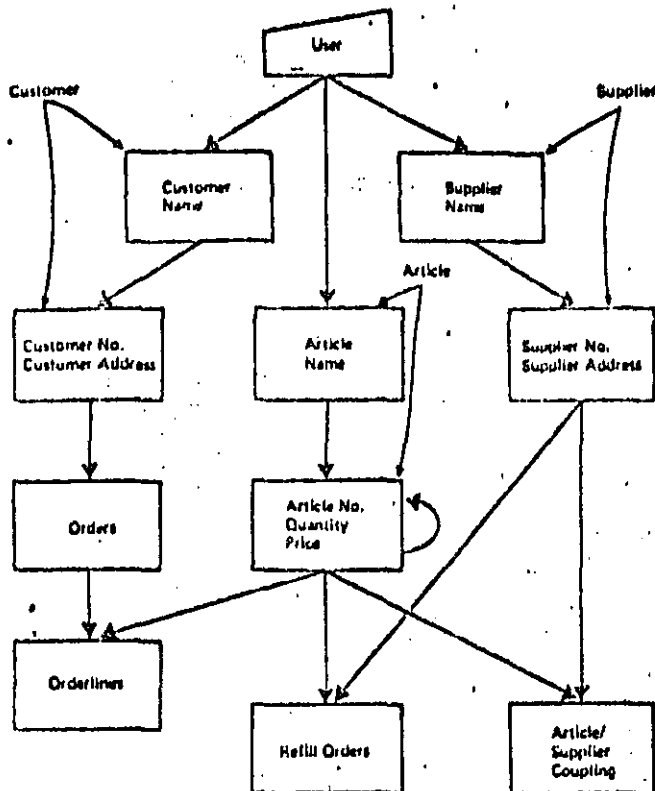 User
Customer
Supplier
Customer
Name
Supplier
Name
Article
Customer No.
Customer Address
Article
Name
Supplier No.
Supplier Address
Orders
Article No.
Quantity
Price
Orderlines
Refill Orders
Article/
Supplier
Coupling